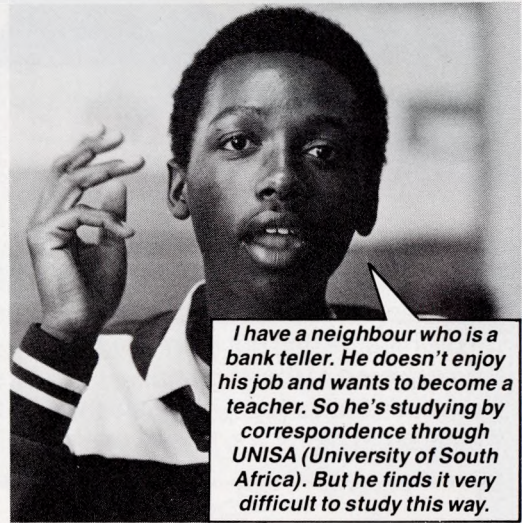 I have a neighbour who is a
bank teller. He doesn't enjoy
his job and wants to become a
teacher. So he's studying by
correspondence through
UNISA (University of South
Africa). But he finds it very
difficult to study this way.